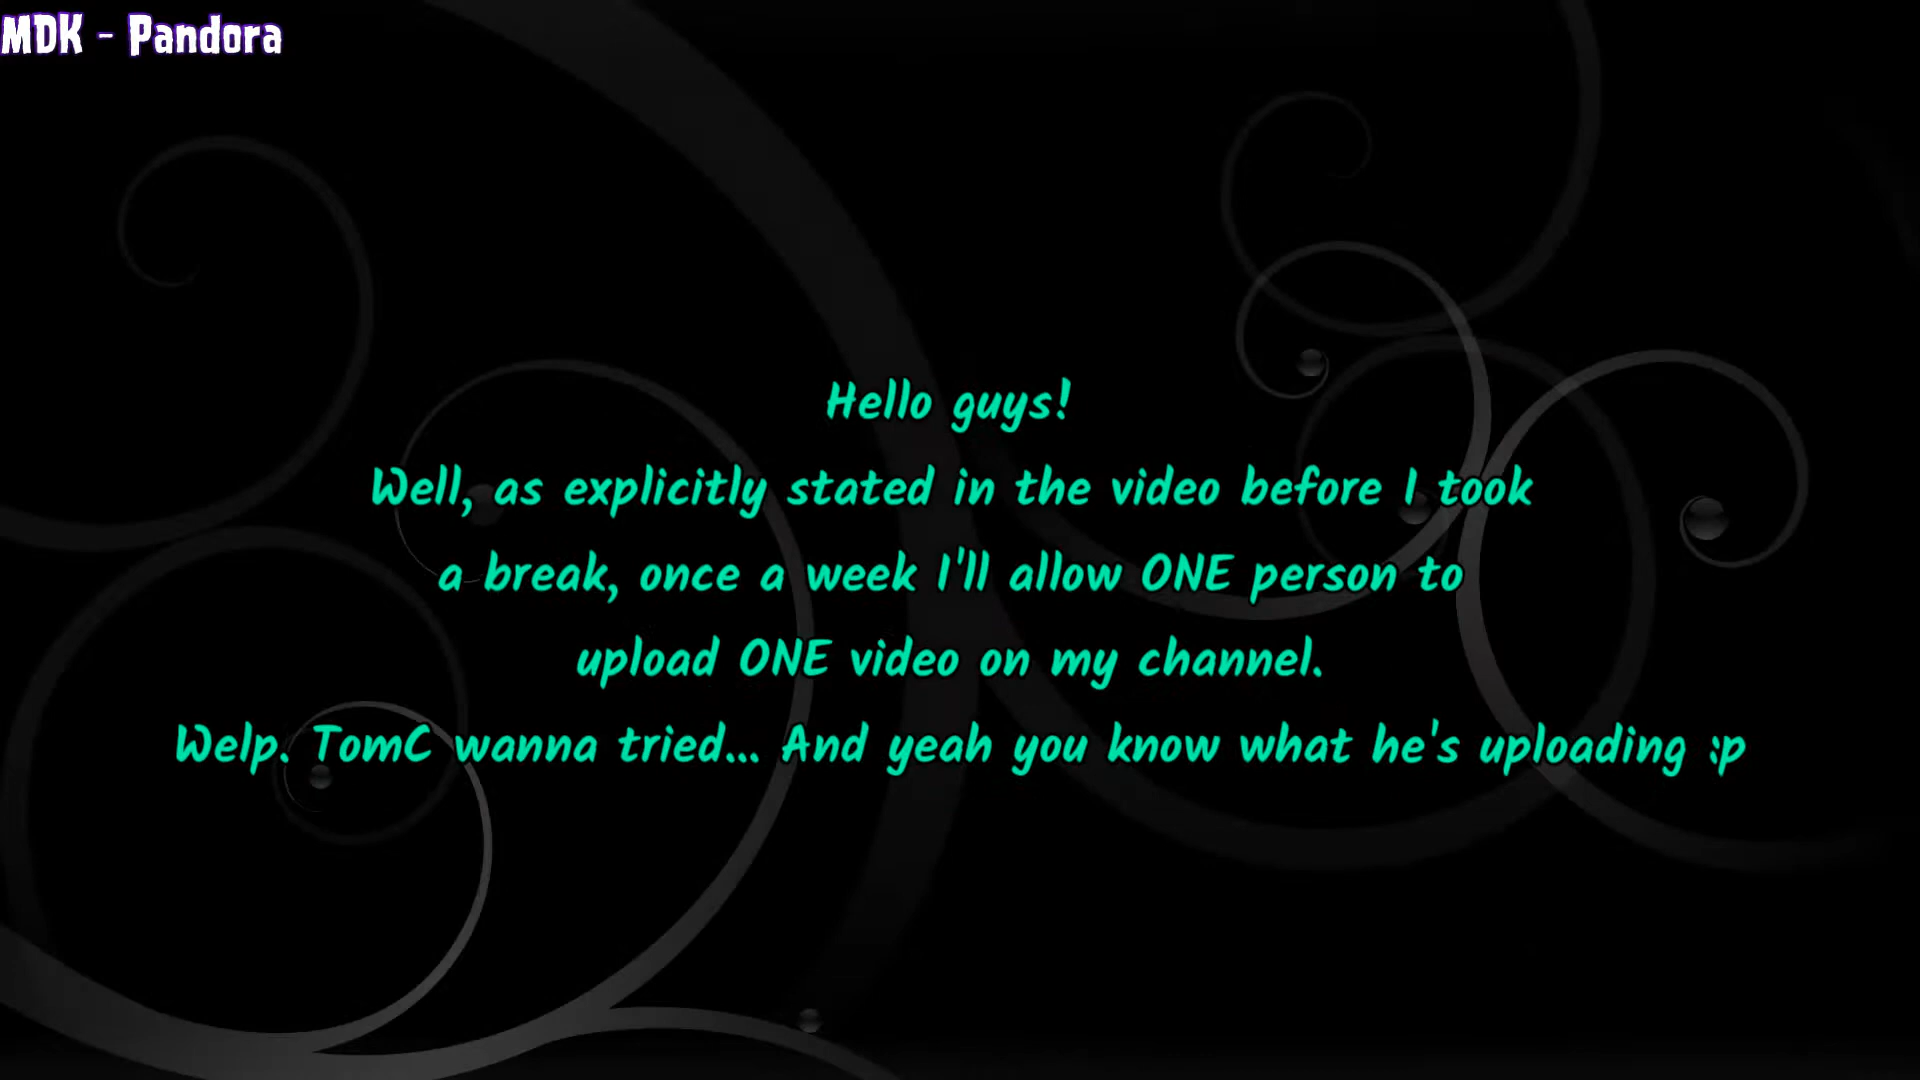 MDK - Pandora
Hello guys!
Well, as explicitly stated in the video before I took
a break, once a week I'll allow ONE person to
upload ONE video on my channel.
Welp. TomC wanna tried... And yeah you know what he's uploading :p